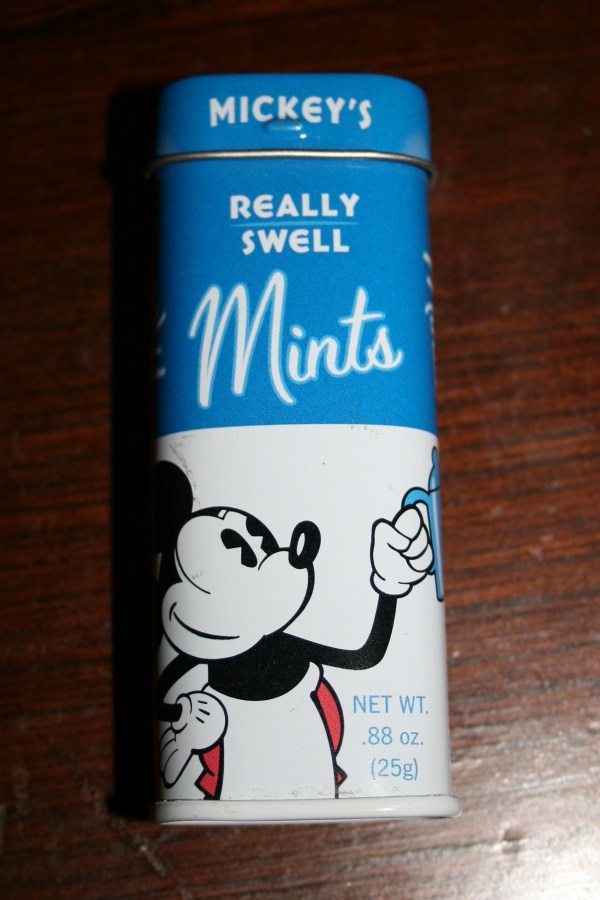 MICKEY'S
REALLY
SWELL
Mints
NET WT.
.88 oz.
(25g)